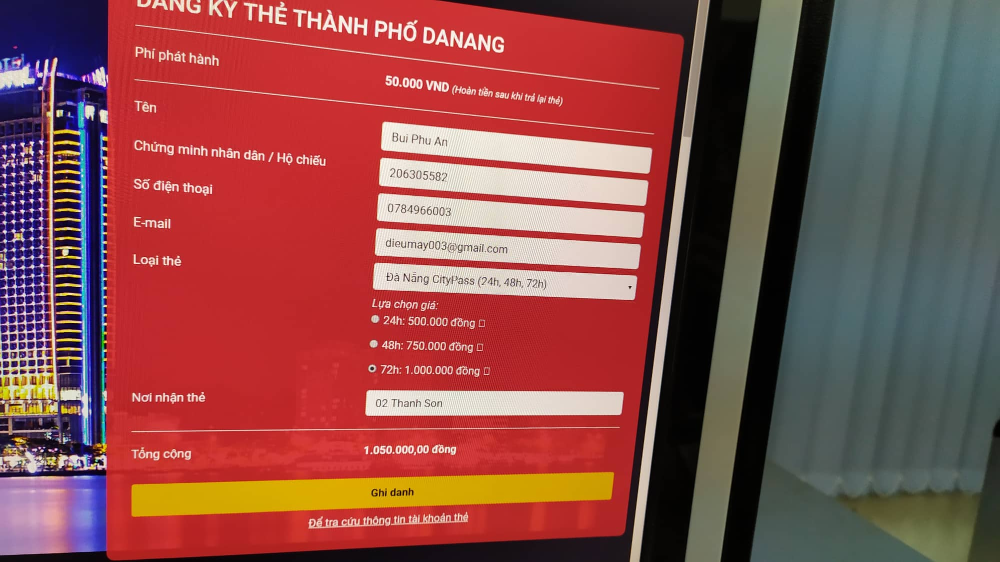 ĐĂNG KÝ THẺ THÀNH PHỐ DANANG
Phí phát hành
50.000 VND (Hoàn tiền sau khi trả lại thẻ)
Tên
Bui Phu An
Chứng minh nhân dân / Hộ chiếu
206305582
Số điện thoại
0784966003
E-mail
dieumay003@gmail.com
Loại thẻ
Đà Nẵng CityPass (24h, 48h, 72h)
Lựa chọn giá:
24h: 500.000 đồng
48h: 750.000 đồng
72h: 1.000.000 đồng
Nơi nhận thẻ
02 Thanh Son
Tổng cộng
1.050.000,00 đồng
Ghi danh
Để tra cứu thông tin tài khoản thẻ